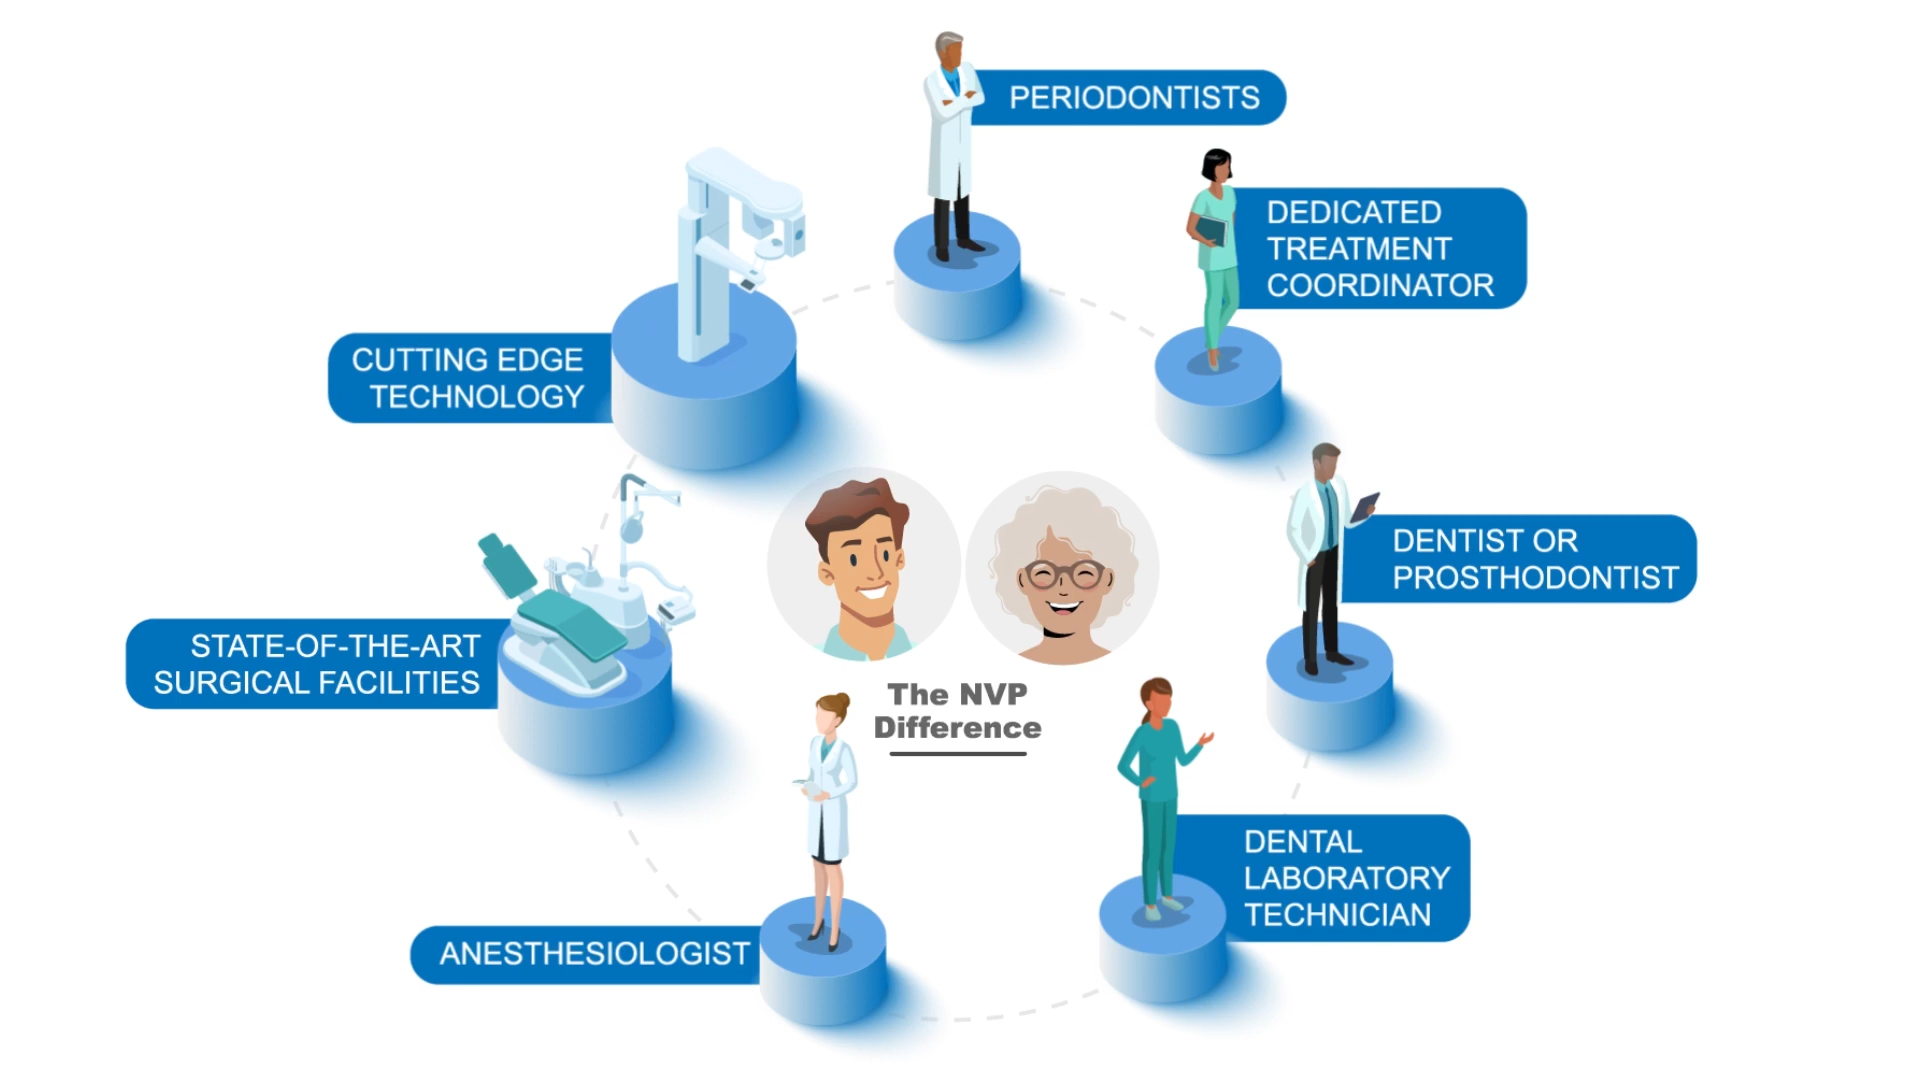 PERIODONTISTS
DEDICATED
TREATMENT
COORDINATOR
CUTTING EDGE
TECHNOLOGY
DENTIST OR
PROSTHODONTIST
STATE-OF-THE-ART
SURGICAL FACILITIES
The NVP
Difference
DENTAL
LABORATORY
TECHNICIAN
ANESTHESIOLOGIST